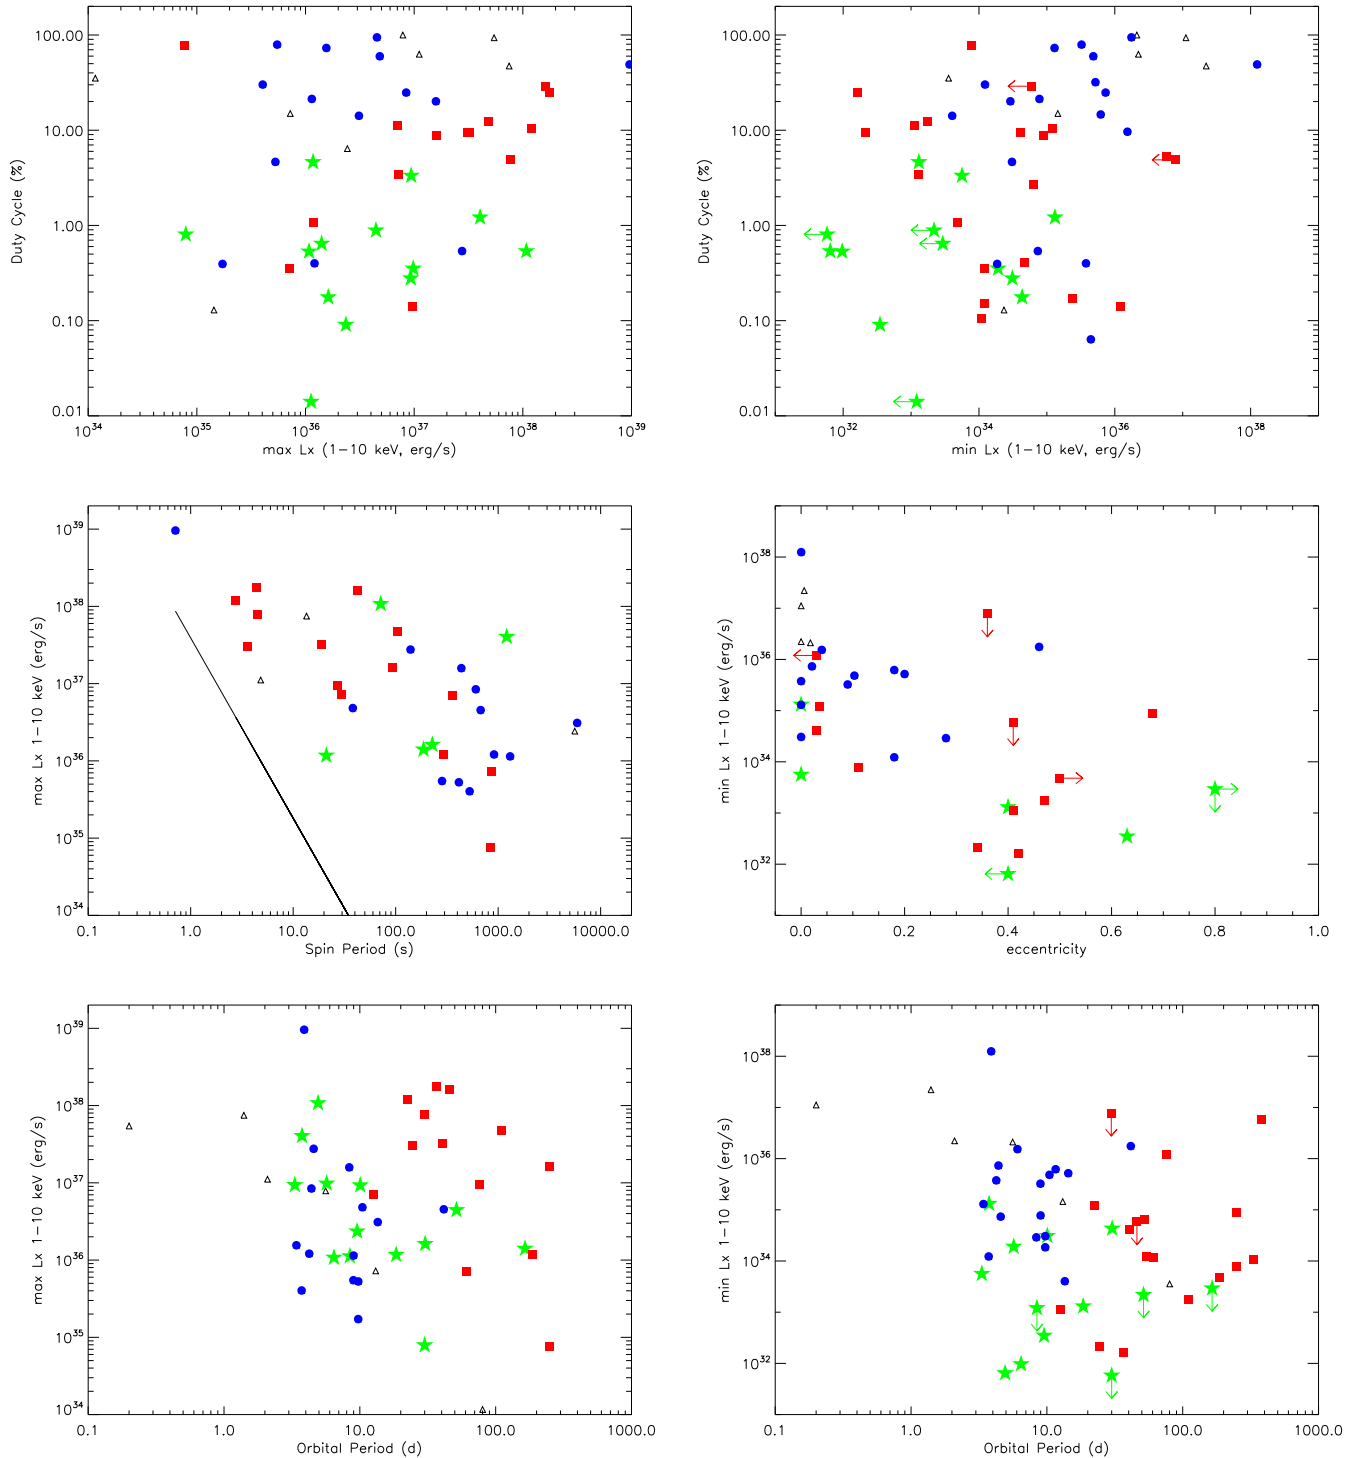 Duty Cycle (%)
100.00
10.00
1.00
0.10
0.01
10^34 10^35 10^36 10^37 10^38 10^39
max Lx (1-10 keV, erg/s)
Duty Cycle (%)
100.00
10.00
1.00
0.10
0.01
10^32 10^34 10^36 10^38
min Lx (1-10 keV, erg/s)
max Lx 1-10 keV (erg/s)
10^39
10^38
10^37
10^36
10^35
10^34
0.1 1.0 10.0 100.0 1000.0 10000.0
Spin Period (s)
min Lx 1-10 keV (erg/s)
10^38
10^36
10^34
10^32
0.0 0.2 0.4 0.6 0.8 1.0
eccentricity
max Lx 1-10 keV (erg/s)
10^39
10^38
10^37
10^36
10^35
10^34
0.1 1.0 10.0 100.0 1000.0
Orbital Period (d)
min Lx 1-10 keV (erg/s)
10^38
10^36
10^34
10^32
0.1 1.0 10.0 100.0 1000.0
Orbital Period (d)